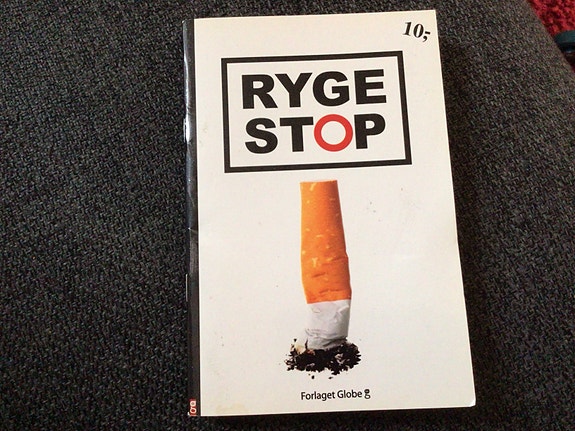 10,-
RYGE
STOP
Forlaget Globe g